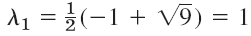 λ₁ = ½(-1 + √9) = 1